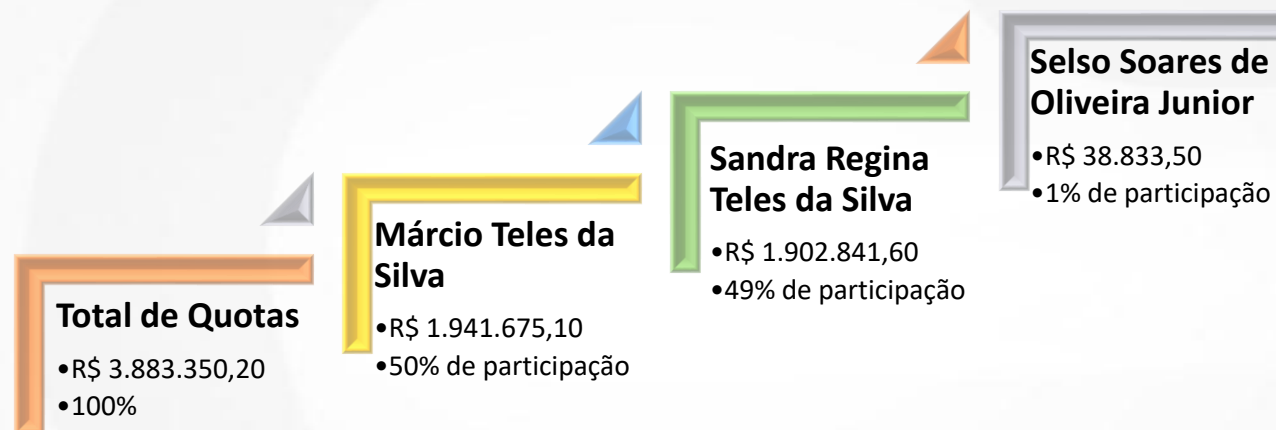 Total de Quotas
•R$ 3.883.350,20
•100%
Márcio Teles da
Silva
•R$ 1.941.675,10
•50% de participação
Sandra Regina
Teles da Silva
•R$ 1.902.841,60
•49% de participação
Selso Soares de
Oliveira Junior
•R$ 38.833,50
•1% de participação